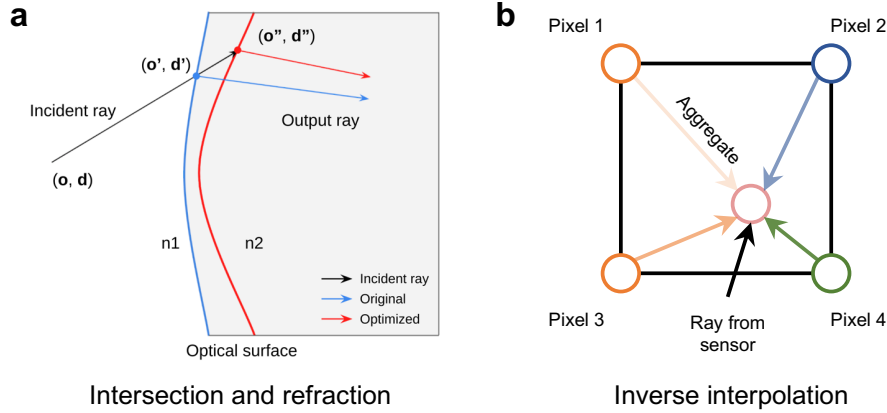 a
(o', d')
(o", d")
Incident ray
Output ray
(o, d)
n1
n2
Incident ray
Original
Optimized
Optical surface
Intersection and refraction
b
Pixel 1
Pixel 2
Aggregate
Pixel 3
Ray from
sensor
Pixel 4
Inverse interpolation